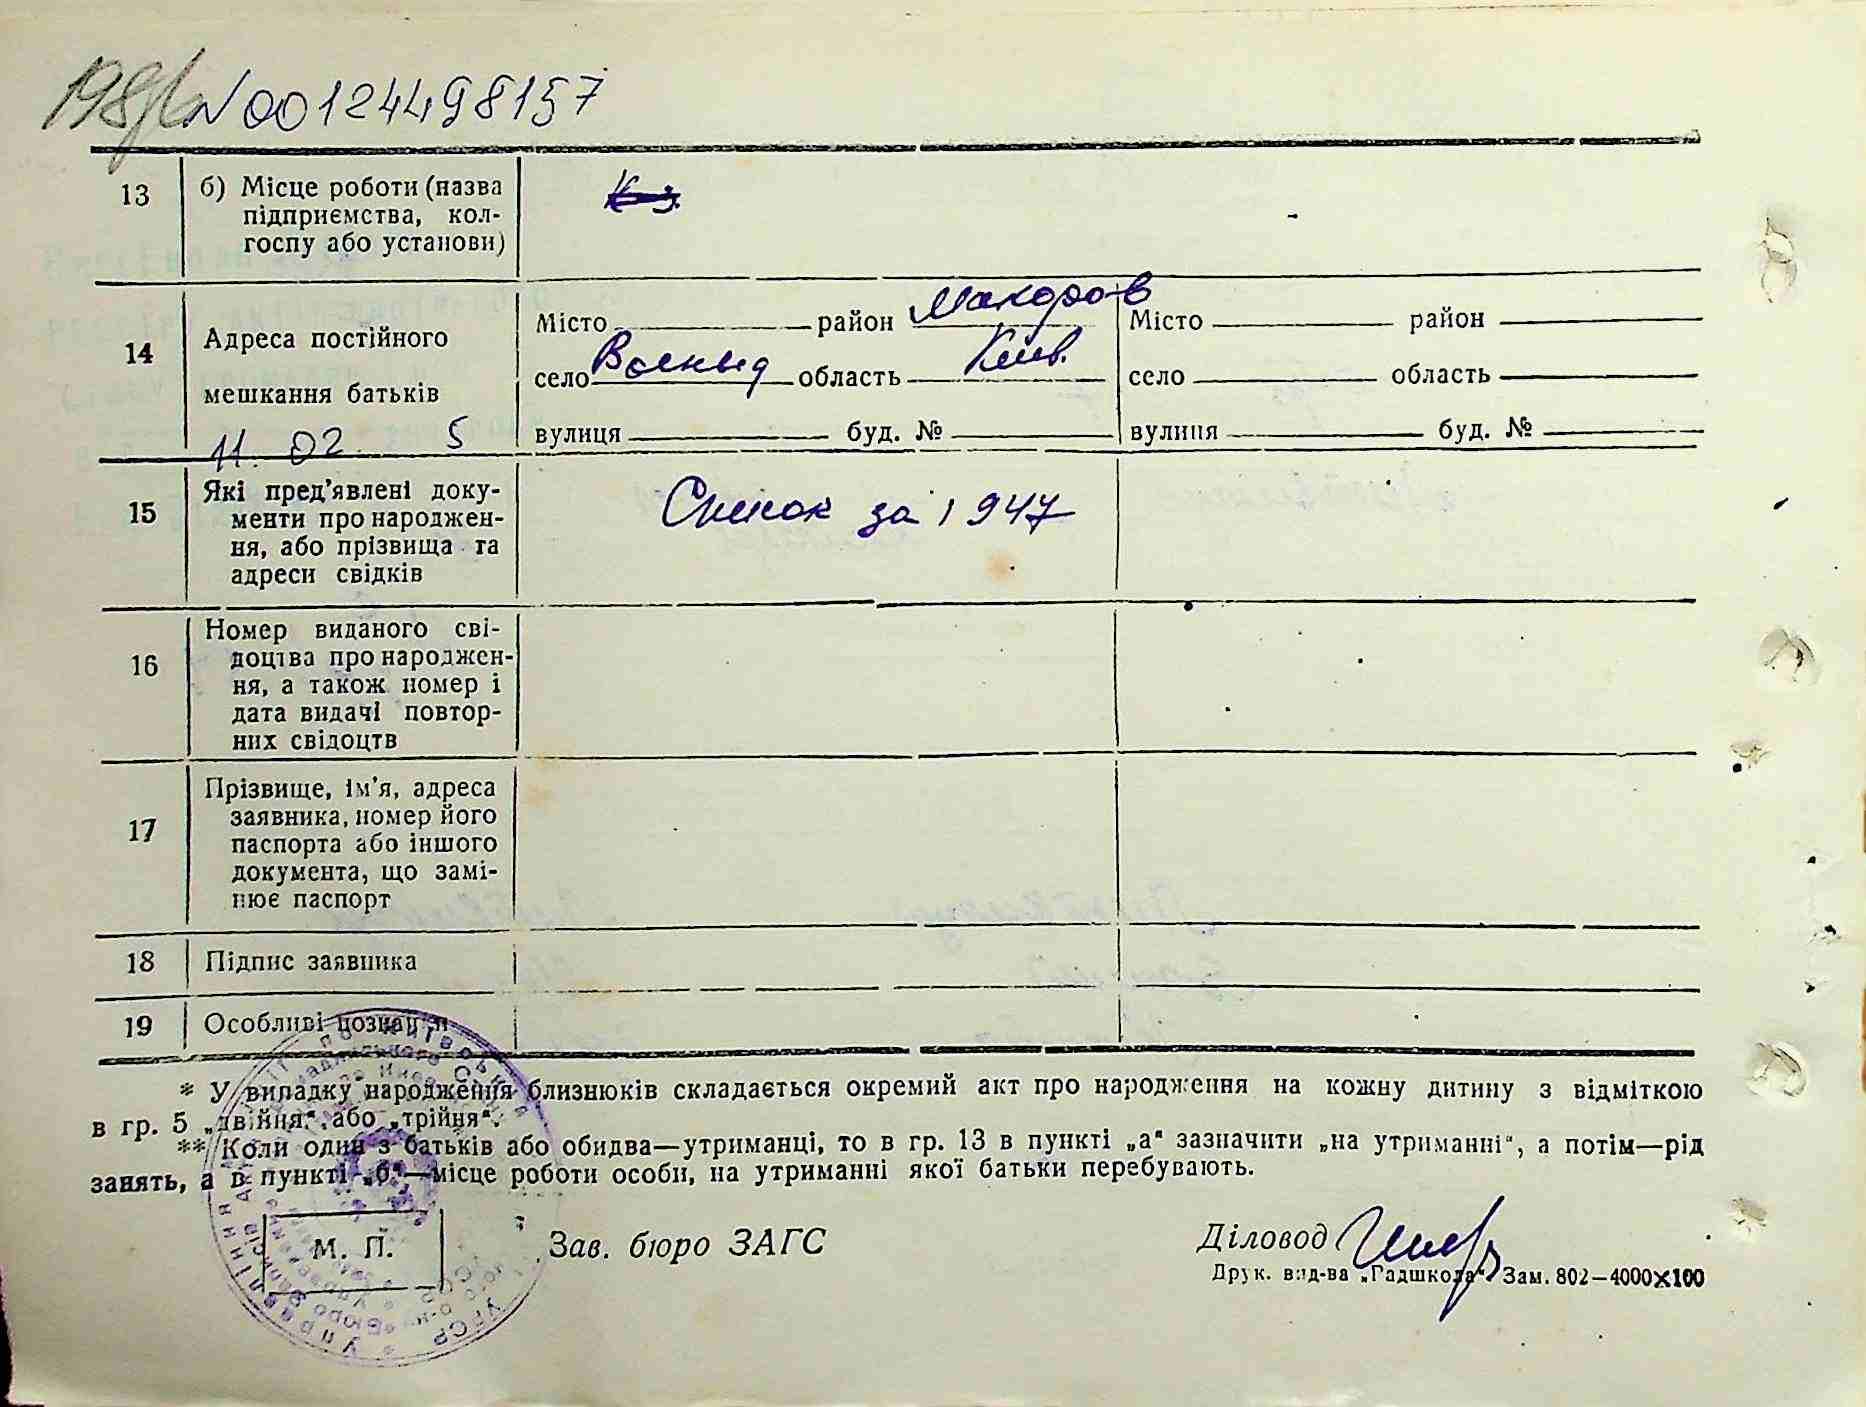 N00124498157
13 б) Місце роботи (назва
підприємства, кол-
госпу або установи)
14 Адреса постійного
мешкання батьків
11. 02. 5
Місто район Макоров
село область Київ.
вулиця буд. №
Місто район
село область
вулиця буд. №
15 Які пред'явлені доку-
менти про народжен-
ня, або прізвища та
адреси свідків
Список за 1947
16 Номер виданого сві-
доцтва про народжен-
ня, а також номер і
дата видачі повтор-
них свідоцтв
17 Прізвище, ім'я, адреса
заявника, номер його
паспорта або іншого
документа, що замі-
нює паспорт
18 Підпис заявника
19 Особливі познач
* У випадку народження близнюків складається окремий акт про народження на кожну дитину з відміткою
в гр. 5 „двійня“, або „трійня“.
** Коли один з батьків або обидва—утриманці, то в гр. 13 в пункті „а“ зазначити „на утриманні“, а потім—рід
занять, а в пункті „б“—місце роботи особи, на утриманні якої батьки перебувають.
М. П.
Зав. бюро ЗАГС
Діловод
Друк. вид-ва „Радшкола“ Зам. 802—4000×100